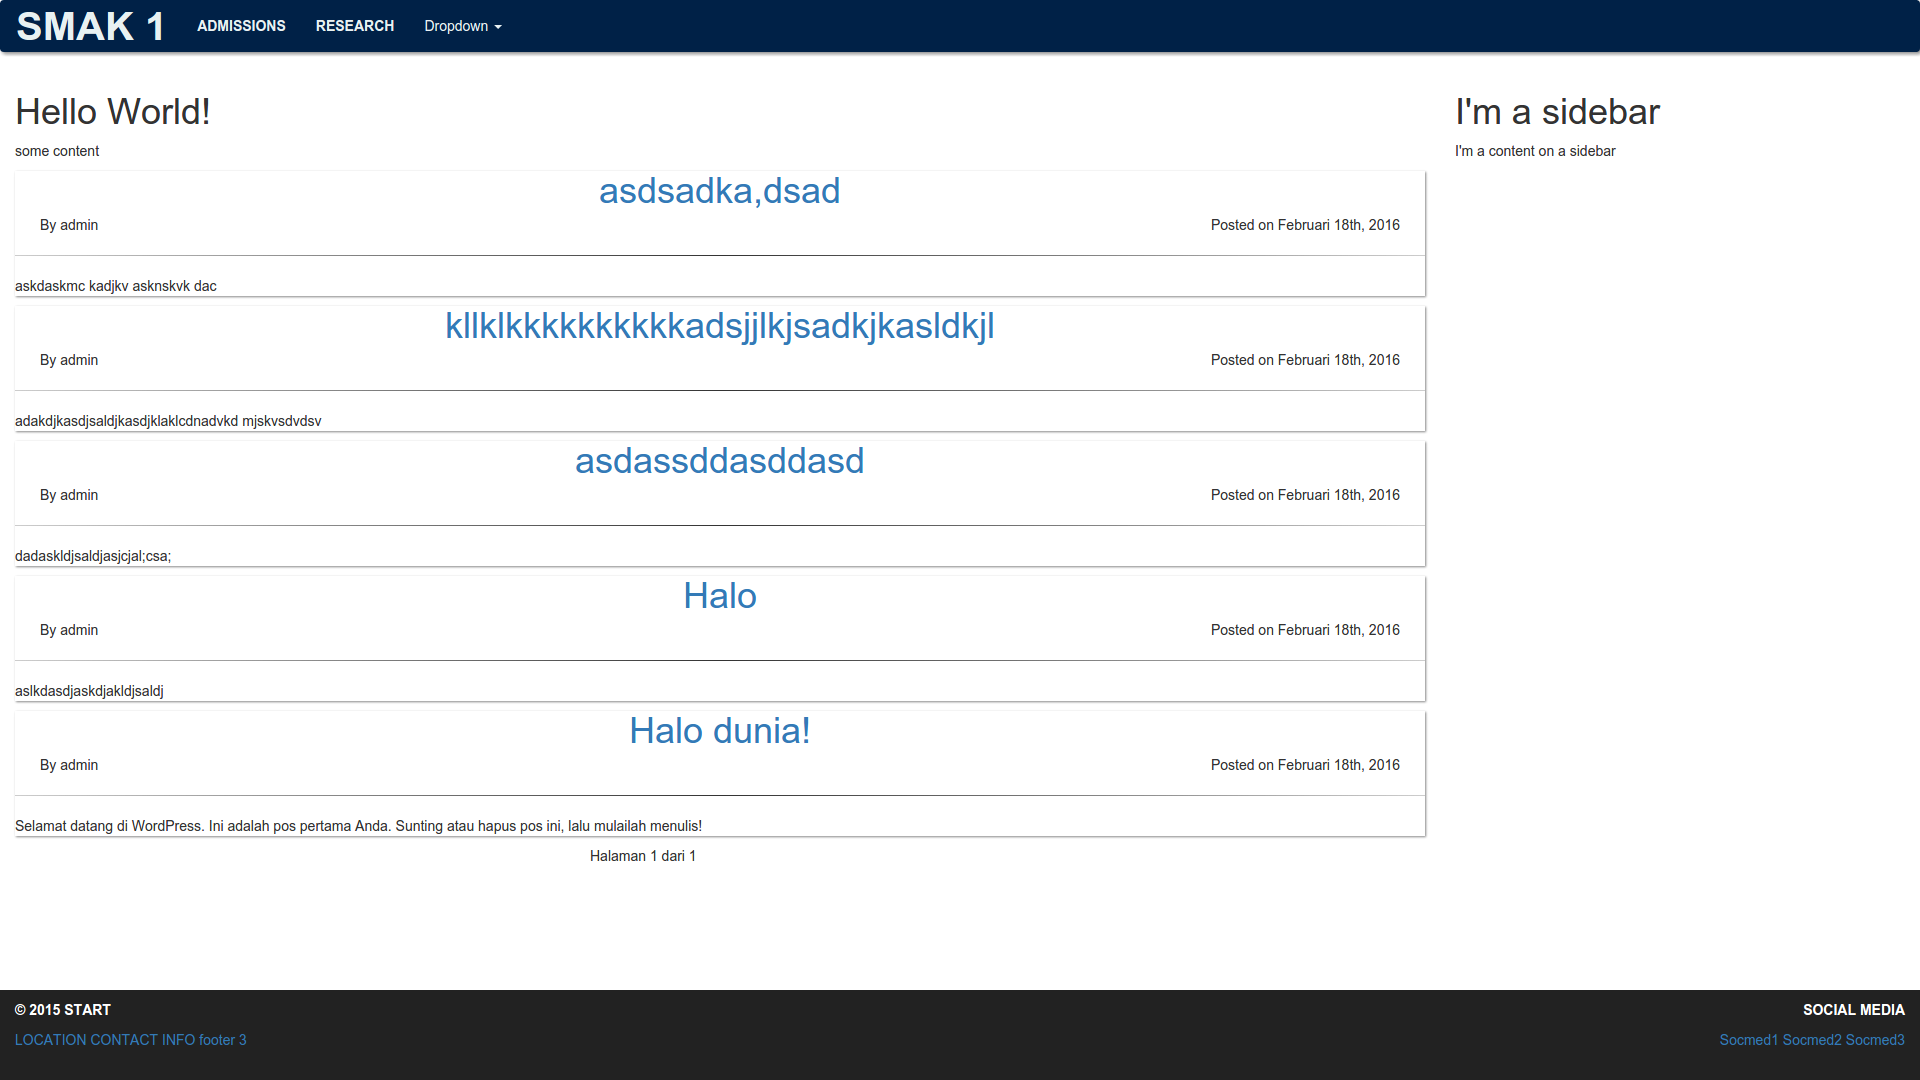 SMAK 1 ADMISSIONS RESEARCH Dropdown
Hello World!
some content
asdsadka,dsad
By admin Posted on Februari 18th, 2016
askdaskmc kadjkv asknskvk dac
kllklkkkkkkkkkkadsjjlkjsadkjkasldkjl
By admin Posted on Februari 18th, 2016
adakdjkasdjsaldjkasdjklaklcdnadvkd mjskvsdvdsv
asdassddasddasd
By admin Posted on Februari 18th, 2016
dadaskldjsaldjasjcjal;csa;
Halo
By admin Posted on Februari 18th, 2016
aslkdasdjaskdjakldjsaldj
Halo dunia!
By admin Posted on Februari 18th, 2016
Selamat datang di WordPress. Ini adalah pos pertama Anda. Sunting atau hapus pos ini, lalu mulailah menulis!
Halaman 1 dari 1
I'm a sidebar
I'm a content on a sidebar
© 2015 START
LOCATION CONTACT INFO footer 3
SOCIAL MEDIA
Socmed1 Socmed2 Socmed3